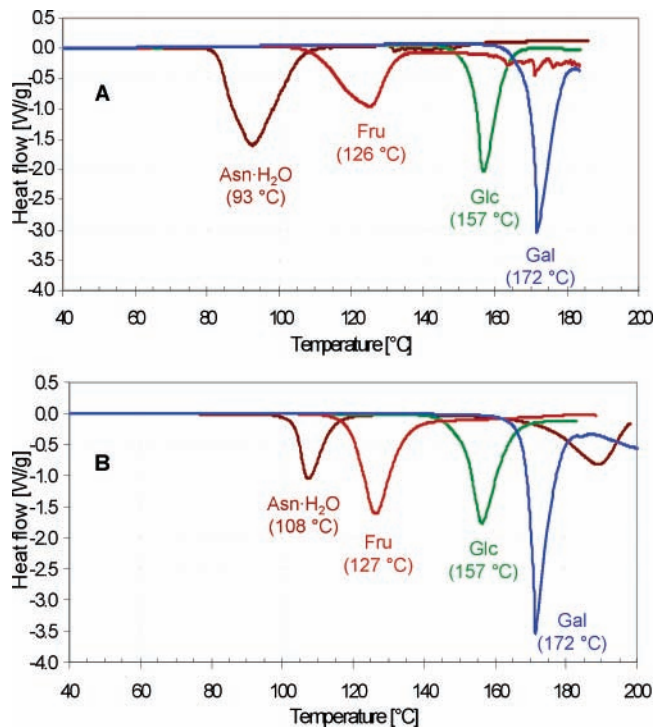 0.5
0.0
-0.5
-1.0
-1.5
-2.0
-2.5
-3.0
-3.5
-4.0
Heat flow [W/g]
A
Asn·H₂O
(93 °C)
Fru
(126 °C)
Glc
(157 °C)
Gal
(172 °C)
40 60 80 100 120 140 160 180 200
Temperature [°C]
0.5
0.0
-0.5
-1.0
-1.5
-2.0
-2.5
-3.0
-3.5
-4.0
Heat flow [W/g]
B
Asn·H₂O
(108 °C)
Fru
(127 °C)
Glc
(157 °C)
Gal
(172 °C)
40 60 80 100 120 140 160 180 200
Temperature [°C]